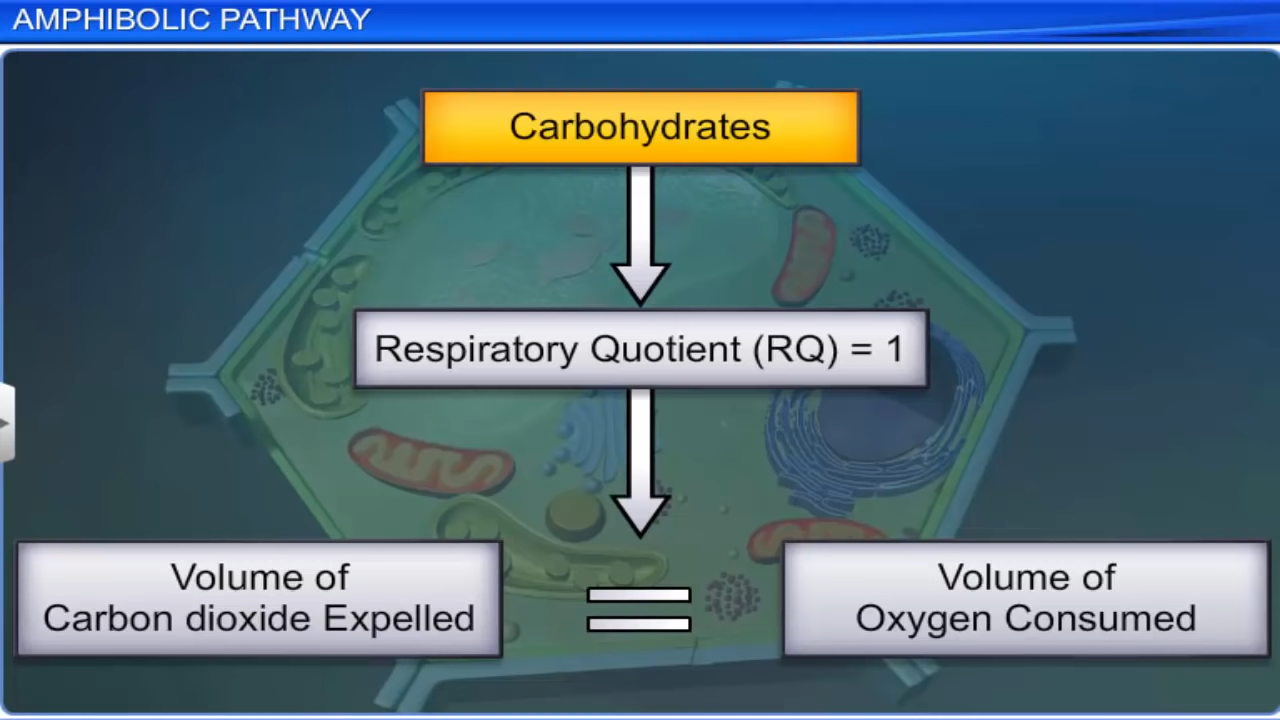 AMPHIBOLIC PATHWAY
Carbohydrates
Respiratory Quotient (RQ) = 1
Volume of
Carbon dioxide Expelled
Volume of
Oxygen Consumed